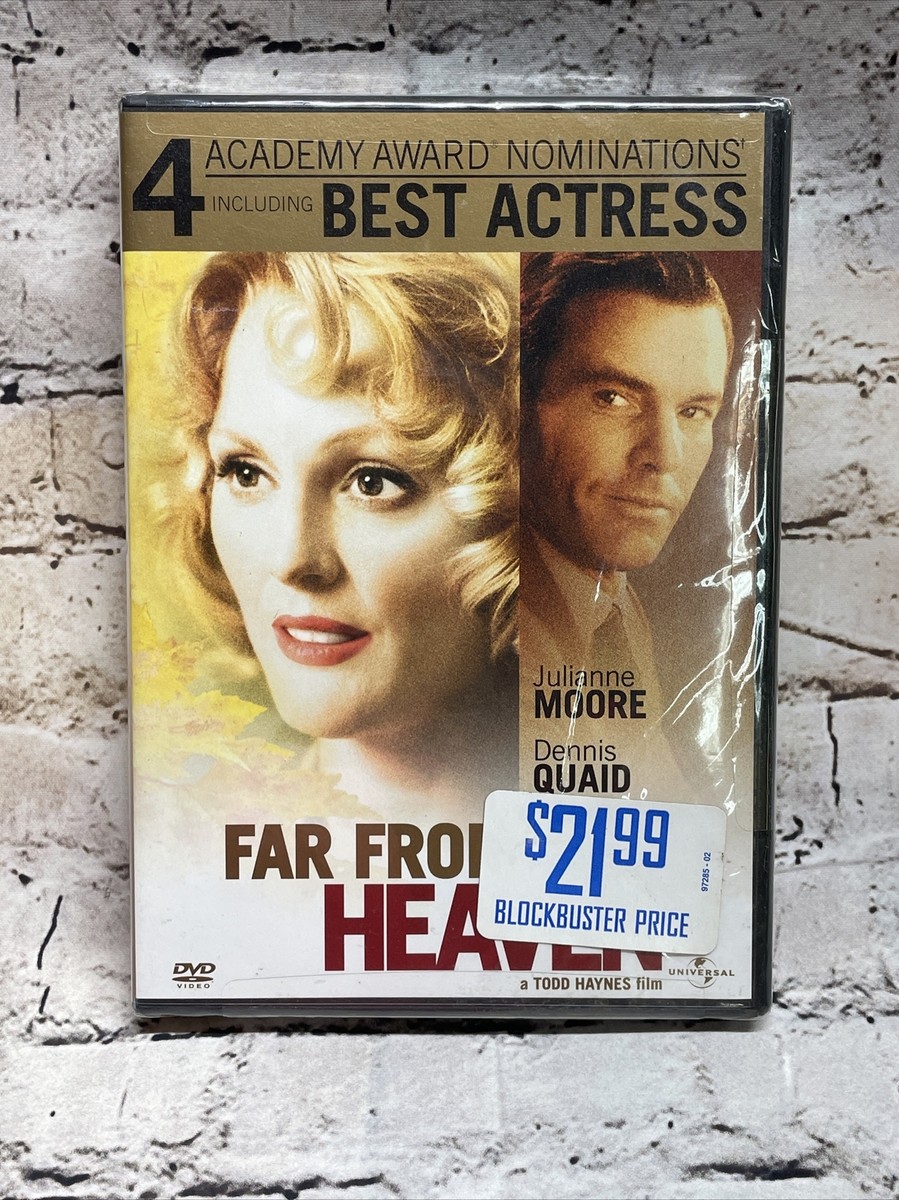 4 ACADEMY AWARD NOMINATIONS†
INCLUDING BEST ACTRESS
Julianne
MOORE
Dennis
QUAID
FAR FRO
HEAVEN
$21.99
BLOCKBUSTER PRICE
97285-02
DVD
VIDEO
UNIVERSAL
a TODD HAYNES film